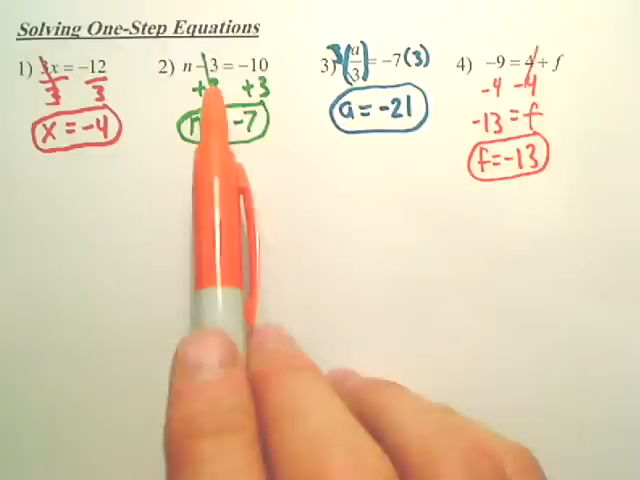 Solving One-Step Equations
1) 3x = -12
3 3
x = -4
2) n - 3 = -10
+3
-7
3) 3(a/3) = -7(3)
a = -21
4) -9 = 4 + f
-4 -4
-13 = f
f = -13